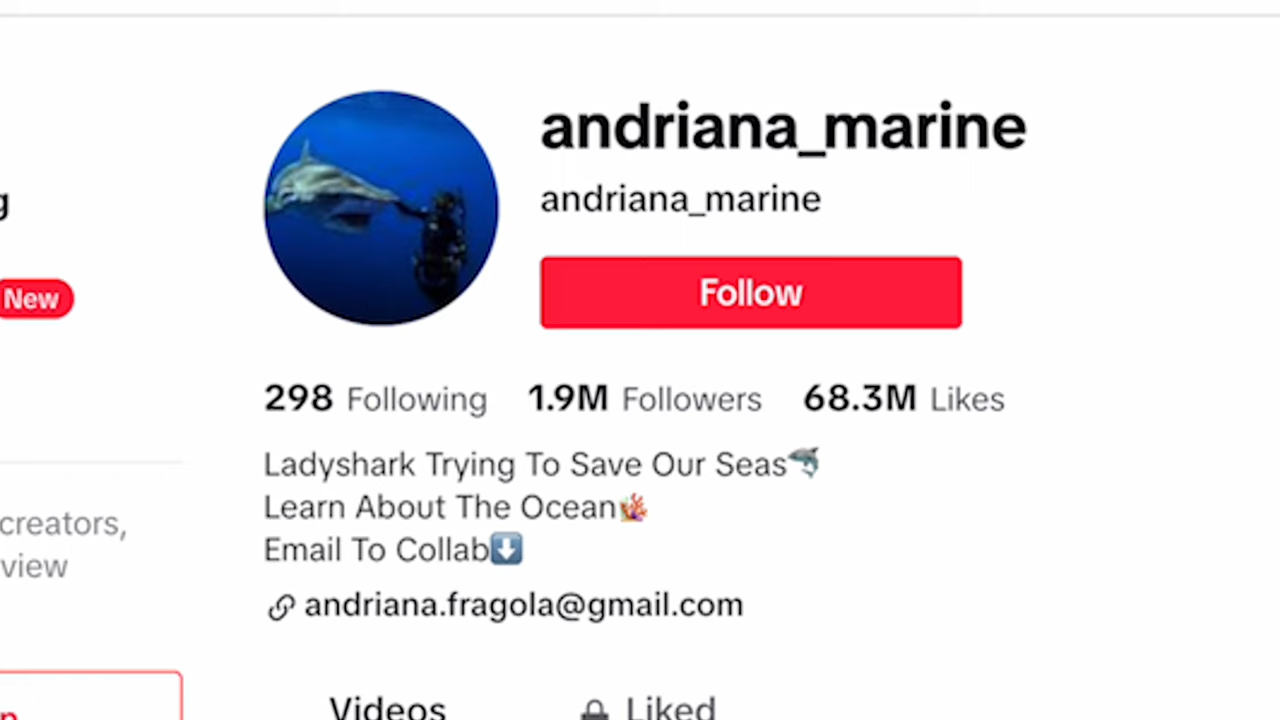 andriana_marine
andriana_marine
Follow
New
298 Following 1.9M Followers 68.3M Likes
Ladyshark Trying To Save Our Seas🦈
Learn About The Ocean🪸
Email To Collab⬇️
creators,
view
andriana.fragola@gmail.com
Videos
Liked